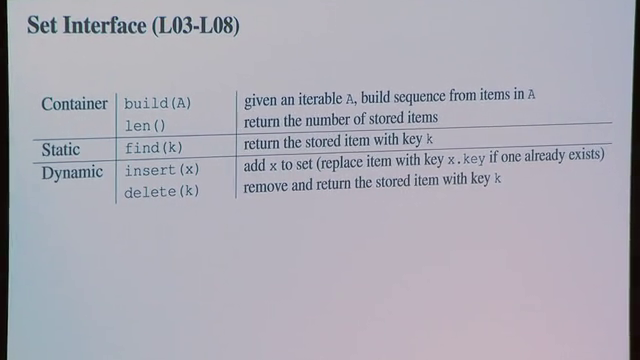 Set Interface (L03-L08)
Container build(A) given an iterable A, build sequence from items in A
len() return the number of stored items
Static find(k) return the stored item with key k
Dynamic insert(x) add x to set (replace item with key x.key if one already exists)
delete(k) remove and return the stored item with key k